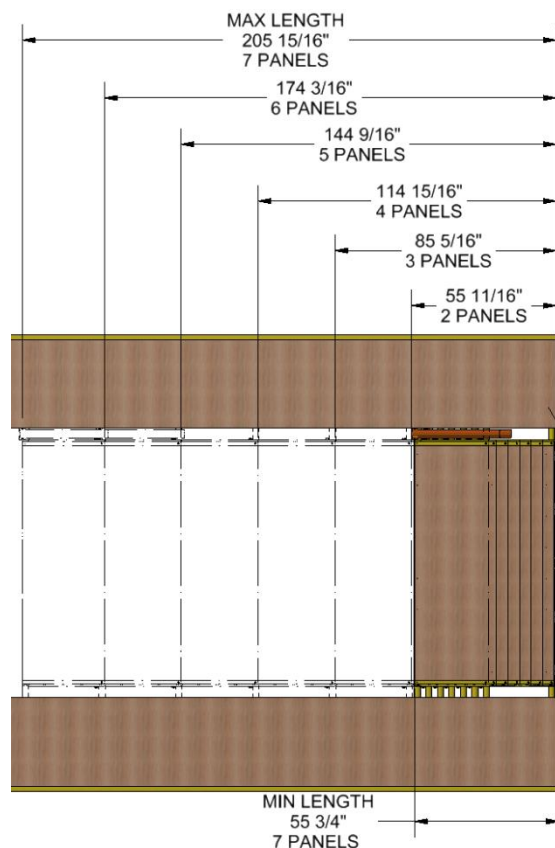 MAX LENGTH
205 15/16"
7 PANELS
174 3/16"
6 PANELS
144 9/16"
5 PANELS
114 15/16"
4 PANELS
85 5/16"
3 PANELS
55 11/16"
2 PANELS
MIN LENGTH
55 3/4"
7 PANELS